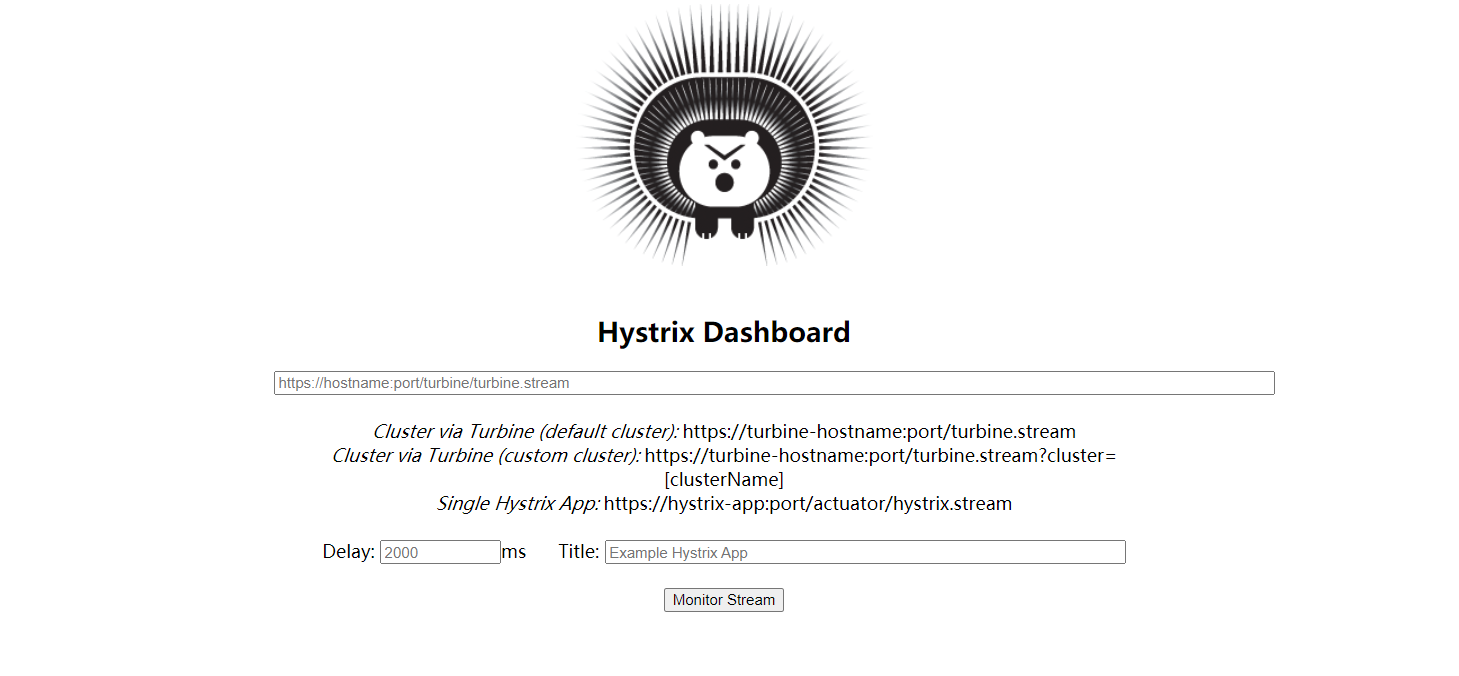 Hystrix Dashboard
https://hostname:port/turbine/turbine.stream
Cluster via Turbine (default cluster): https://turbine-hostname:port/turbine.stream
Cluster via Turbine (custom cluster): https://turbine-hostname:port/turbine.stream?cluster=
[clusterName]
Single Hystrix App: https://hystrix-app:port/actuator/hystrix.stream
Delay: 2000 ms Title: Example Hystrix App
Monitor Stream